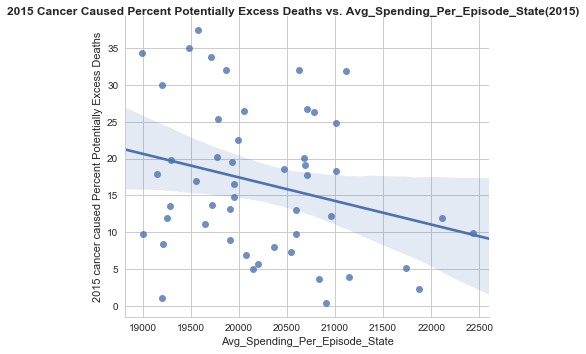 2015 Cancer Caused Percent Potentially Excess Deaths vs. Avg_Spending_Per_Episode_State(2015)
2015 cancer caused Percent Potentially Excess Deaths
35
30
25
20
15
10
5
0
19000 19500 20000 20500 21000 21500 22000 22500
Avg_Spending_Per_Episode_State